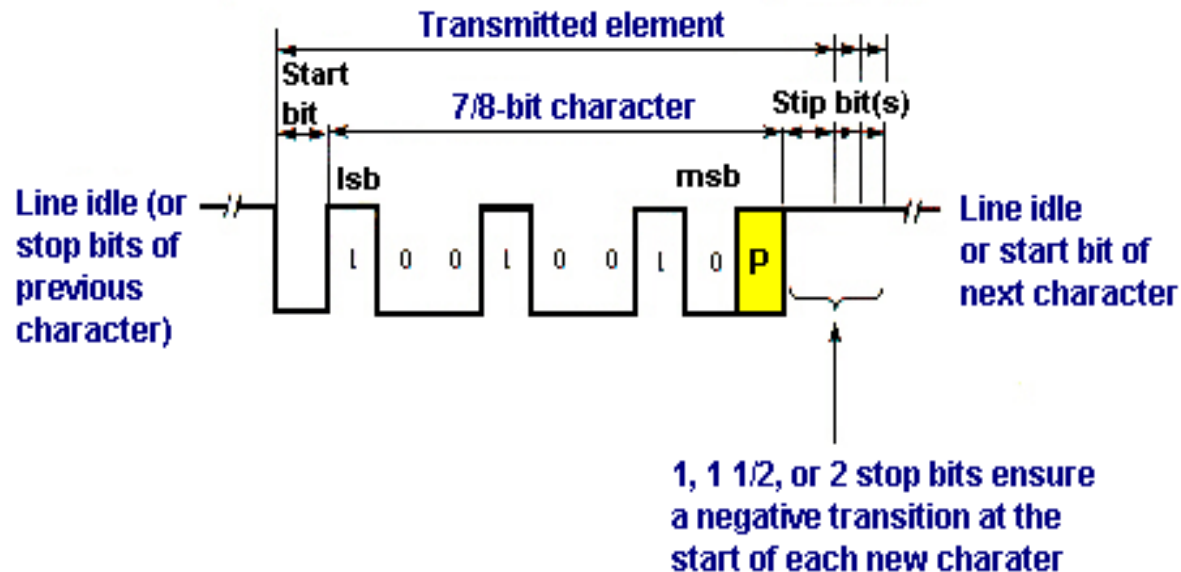 Transmitted element
Start
bit
7/8-bit character
Stip bit(s)
lsb
msb
Line idle (or
stop bits of
previous
character)
1 0 0 1 0 0 1 0 P
Line idle
or start bit of
next character
1, 1 1/2, or 2 stop bits ensure
a negative transition at the
start of each new charater